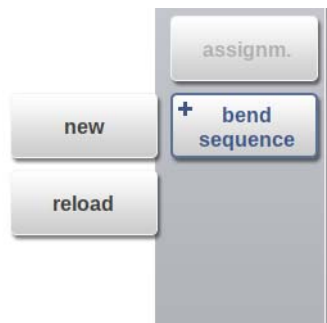 assignm.
new
+ bend
sequence
reload